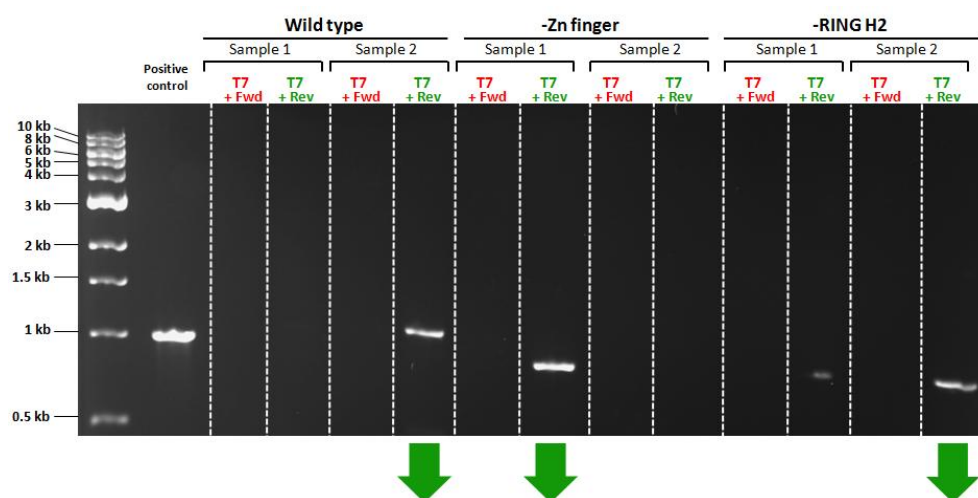 Wild type
-Zn finger
-RING H2
Sample 1
Sample 2
Sample 1
Sample 2
Sample 1
Sample 2
Positive
control
T7
+ Fwd
T7
+ Rev
T7
+ Fwd
T7
+ Rev
T7
+ Fwd
T7
+ Rev
T7
+ Fwd
T7
+ Rev
T7
+ Fwd
T7
+ Rev
T7
+ Fwd
T7
+ Rev
10 kb
8 kb
6 kb
5 kb
4 kb
3 kb
2 kb
1.5 kb
1 kb
0.5 kb